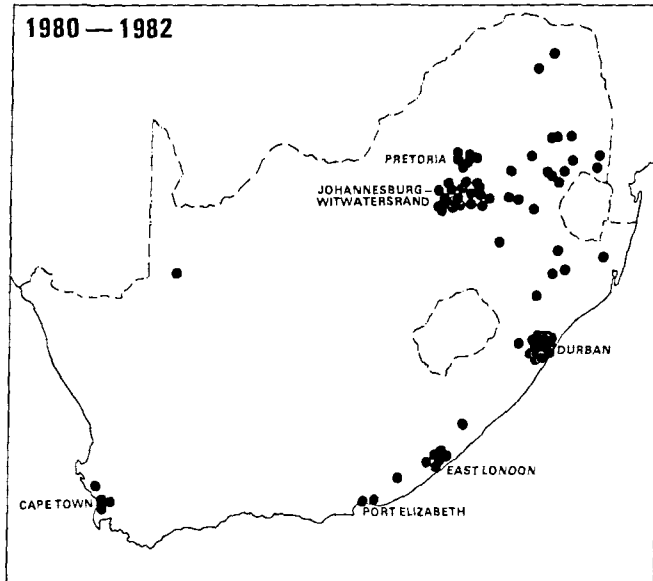 1980 — 1982
PRETORIA
JOHANNESBURG –
WITWATERSRAND
DURBAN
EAST LONDON
CAPE TOWN
PORT ELIZABETH